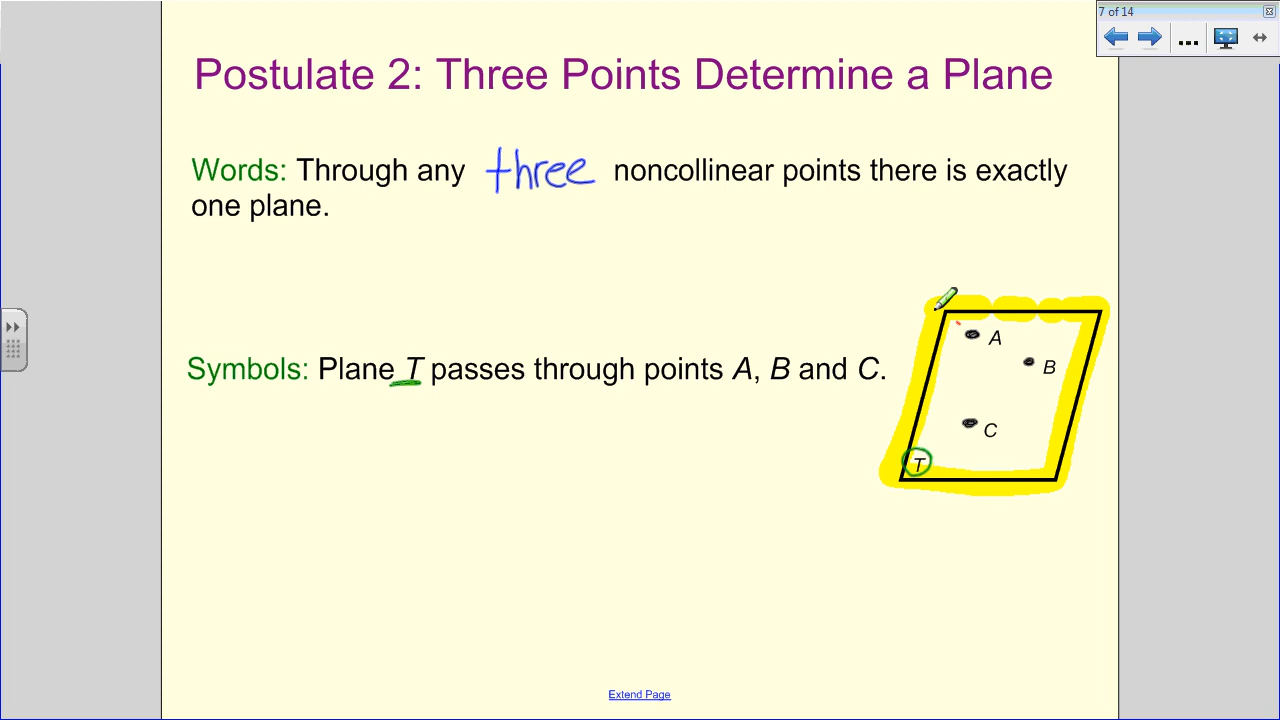 7 of 14
Postulate 2: Three Points Determine a Plane
Words: Through any three noncollinear points there is exactly
one plane.
A
B
Symbols: Plane T passes through points A, B and C.
C
T
Extend Page